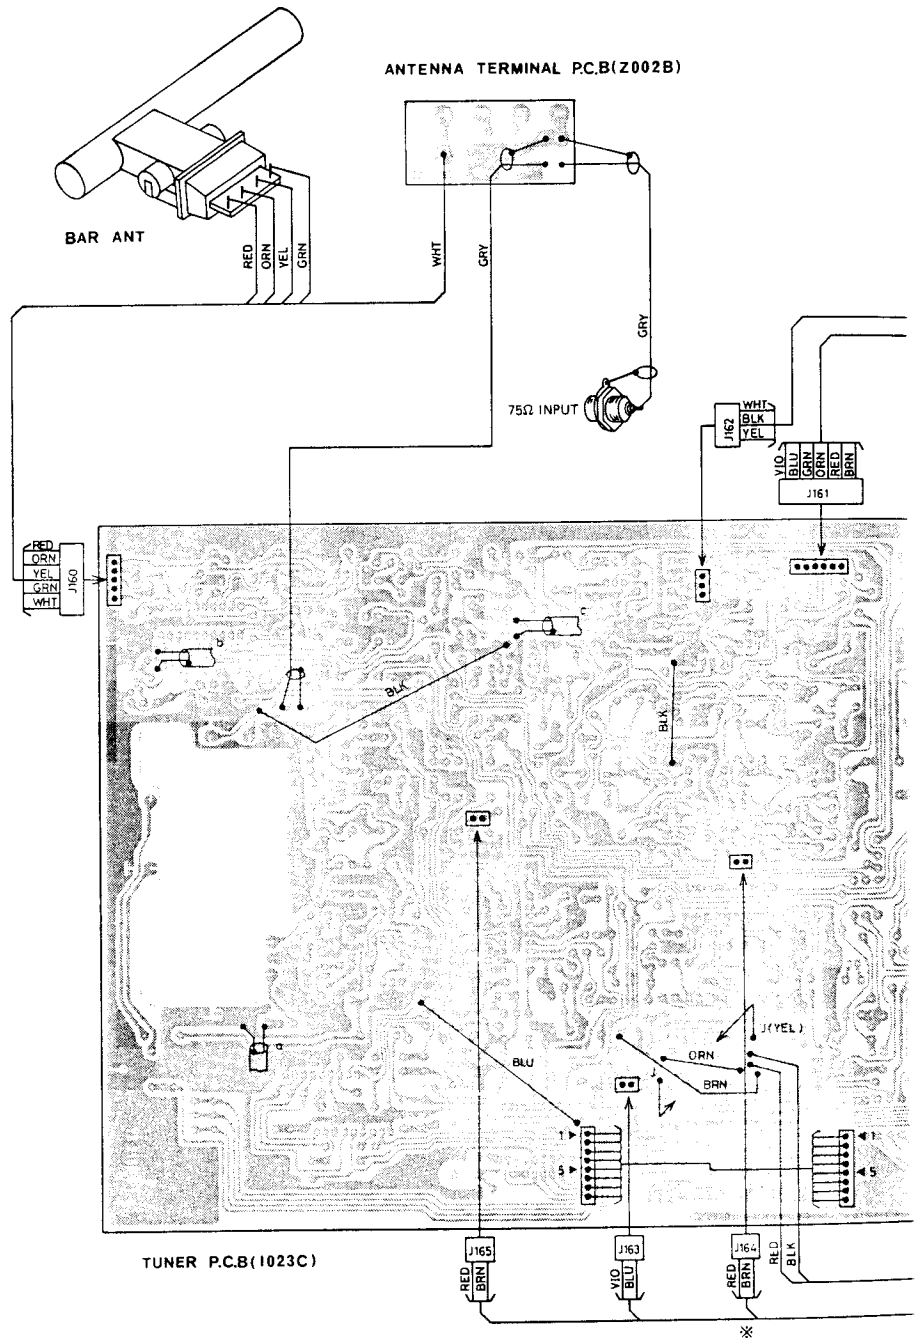 ANTENNA TERMINAL P.C.B(Z002B)
BAR ANT
RED
ORN
YEL
GRN
WHT
GRY
GRY
75Ω INPUT
J162
WHT
BLK
YEL
VIO
BLU
GRN
ORN
RED
BRN
J161
RED
ORN
YEL
GRN
WHT
J160
b
c
BLK
BLK
a
BLU
J(YEL)
ORN
BRN
J
1
5
1
5
TUNER P.C.B(1023C)
J165
RED
BRN
J163
VIO
BLU
J164
RED
BRN
RED
BLK
※